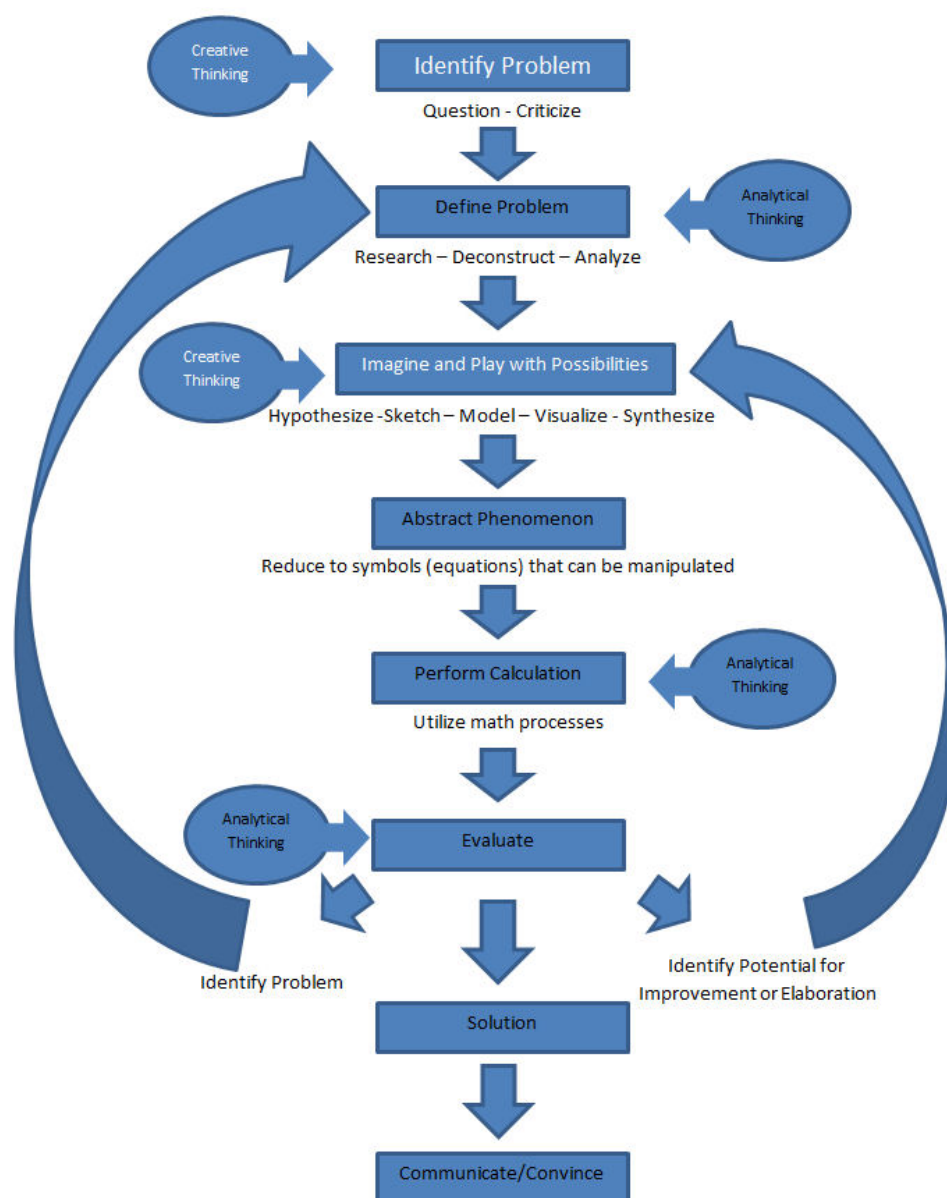 Creative
Thinking
Identify Problem
Question - Criticize
Define Problem
Analytical
Thinking
Research – Deconstruct – Analyze
Creative
Thinking
Imagine and Play with Possibilities
Hypothesize -Sketch – Model – Visualize - Synthesize
Abstract Phenomenon
Reduce to symbols (equations) that can be manipulated
Perform Calculation
Analytical
Thinking
Utilize math processes
Analytical
Thinking
Evaluate
Identify Problem
Identify Potential for
Improvement or Elaboration
Solution
Communicate/Convince